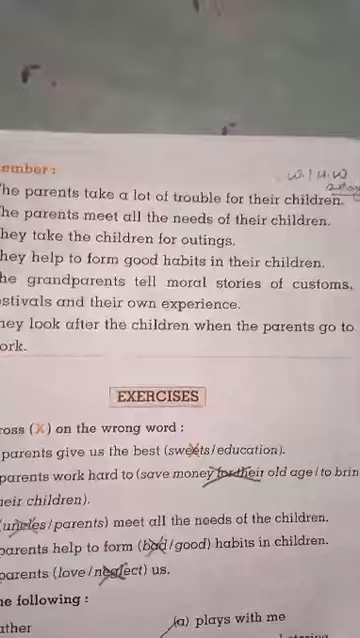 ember :
W.I H.W
he parents take a lot of trouble for their children.
he parents meet all the needs of their children.
hey take the children for outings.
hey help to form good habits in their children.
he grandparents tell moral stories of customs,
stivals and their own experience.
hey look after the children when the parents go to
ork.
EXERCISES
ross (X) on the wrong word :
parents give us the best (sweets/education).
parents work hard to (save money for their old age/to brin
heir children).
(uncles/parents) meet all the needs of the children.
parents help to form (bad/good) habits in children.
parents (love/neglect) us.
he following :
ather
(a) plays with me